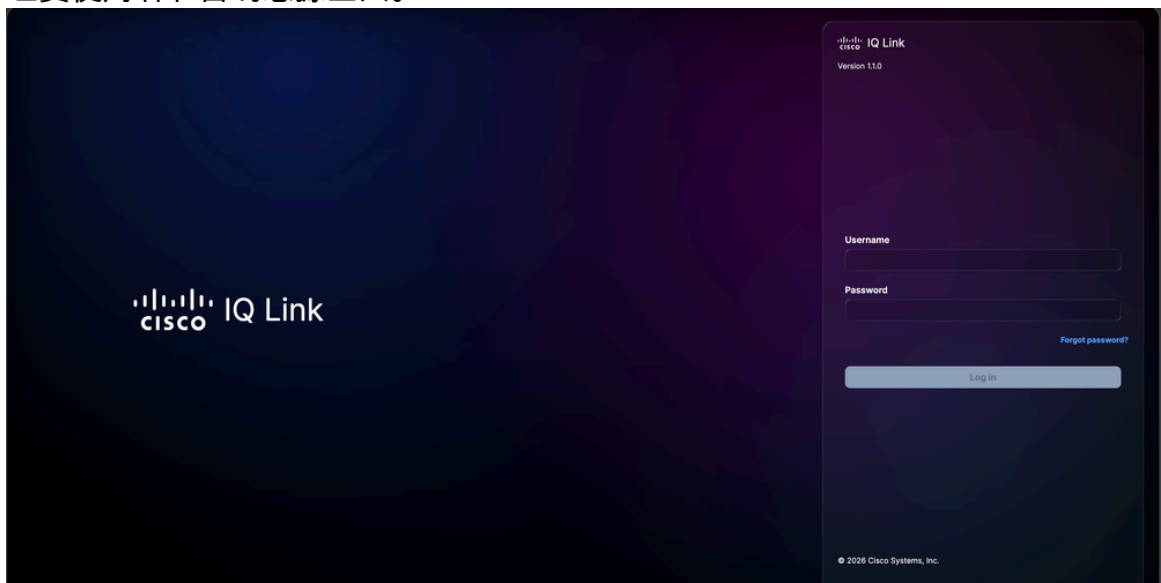 cisco IQ Link
Version 1.1.0
Username
Password
cisco IQ Link
Forgot password?
Log in
© 2026 Cisco Systems, Inc.